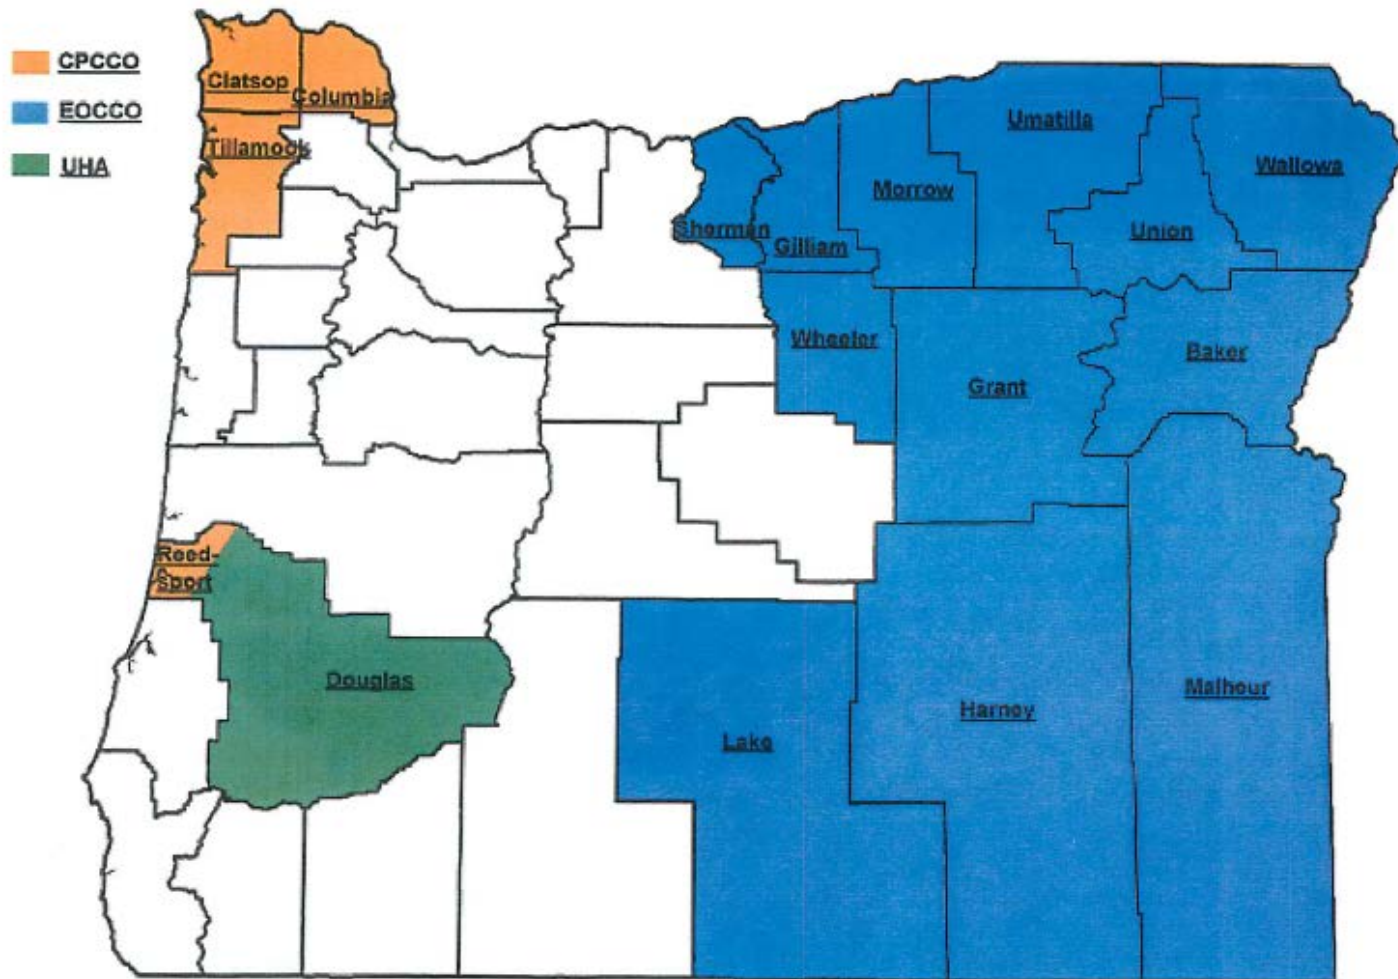 CPCCO
EOCCO
UHA
Clatsop
Columbia
Tillamook
Umatilla
Wallowa
Morrow
Sherman
Gilliam
Union
Wheeler
Baker
Grant
Reed-
sport
Douglas
Malheur
Harney
Lake